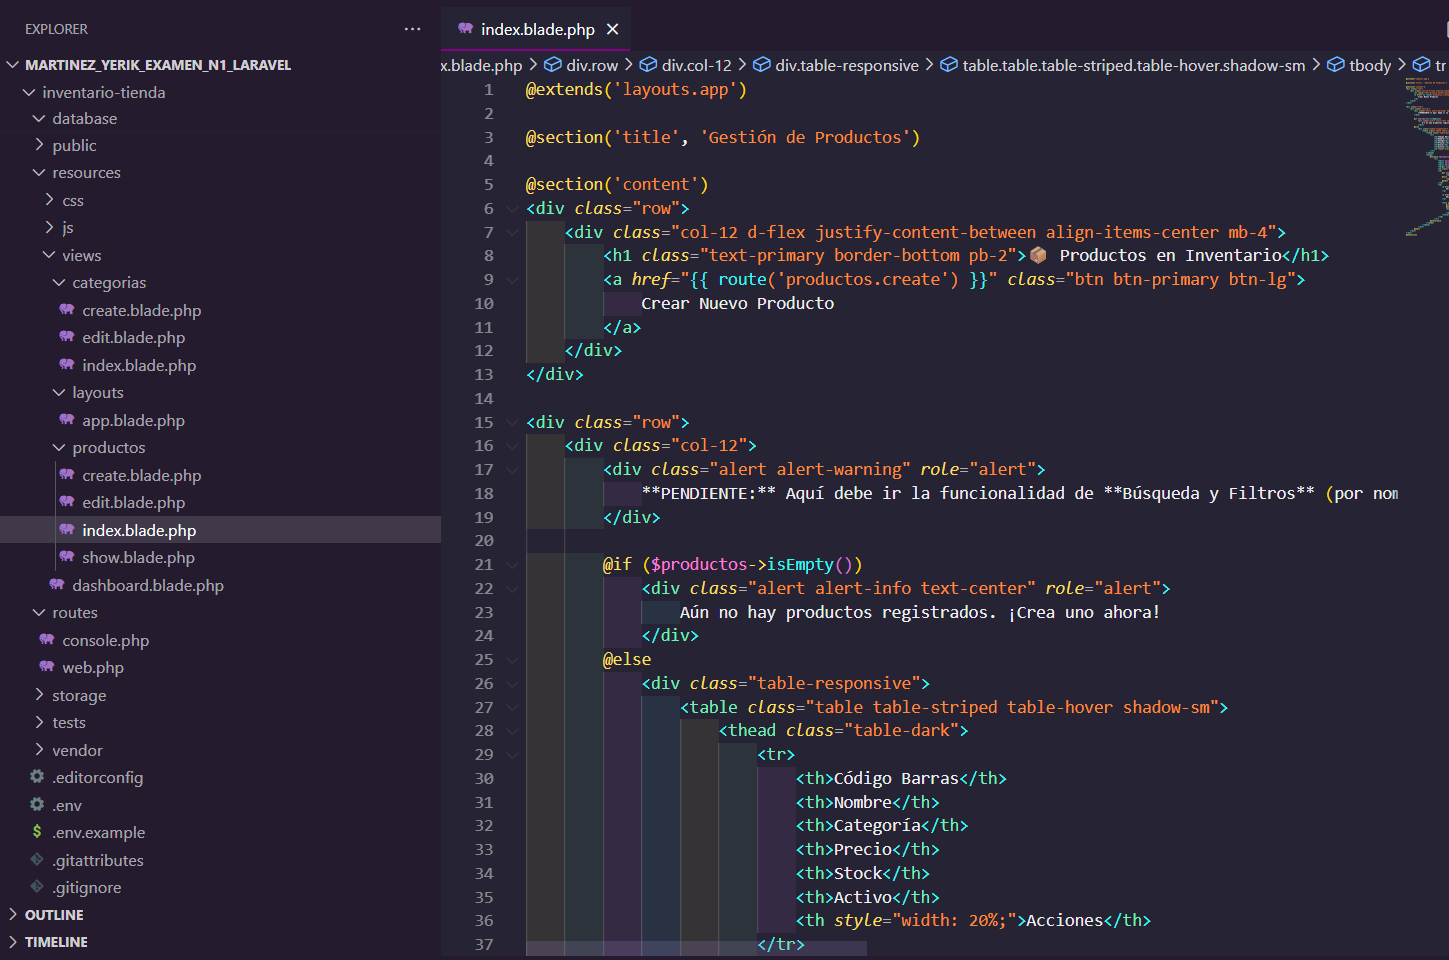 EXPLORER
MARTINEZ_YERIK_EXAMEN_N1_LARAVEL
inventario-tienda
database
public
resources
css
js
views
categorias
create.blade.php
edit.blade.php
index.blade.php
layouts
app.blade.php
productos
create.blade.php
edit.blade.php
index.blade.php
show.blade.php
dashboard.blade.php
routes
console.php
web.php
storage
tests
vendor
.editorconfig
.env
$ .env.example
.gitattributes
.gitignore
OUTLINE
TIMELINE
index.blade.php
x.blade.php > div.row > div.col-12 > div.table-responsive > table.table.table-striped.table-hover.shadow-sm > tbody > tr
1 @extends('layouts.app')
2
3 @section('title', 'Gestión de Productos')
4
5 @section('content')
6 <div class="row">
7 <div class="col-12 d-flex justify-content-between align-items-center mb-4">
8 <h1 class="text-primary border-bottom pb-2">📦 Productos en Inventario</h1>
9 <a href="{{ route('productos.create') }}" class="btn btn-primary btn-lg">
10 Crear Nuevo Producto
11 </a>
12 </div>
13 </div>
14
15 <div class="row">
16 <div class="col-12">
17 <div class="alert alert-warning" role="alert">
18 **PENDIENTE:** Aquí debe ir la funcionalidad de **Búsqueda y Filtros** (por nom
19 </div>
20
21 @if ($productos->isEmpty())
22 <div class="alert alert-info text-center" role="alert">
23 Aún no hay productos registrados. ¡Crea uno ahora!
24 </div>
25 @else
26 <div class="table-responsive">
27 <table class="table table-striped table-hover shadow-sm">
28 <thead class="table-dark">
29 <tr>
30 <th>Código Barras</th>
31 <th>Nombre</th>
32 <th>Categoría</th>
33 <th>Precio</th>
34 <th>Stock</th>
35 <th>Activo</th>
36 <th style="width: 20%;">Acciones</th>
37 </tr>